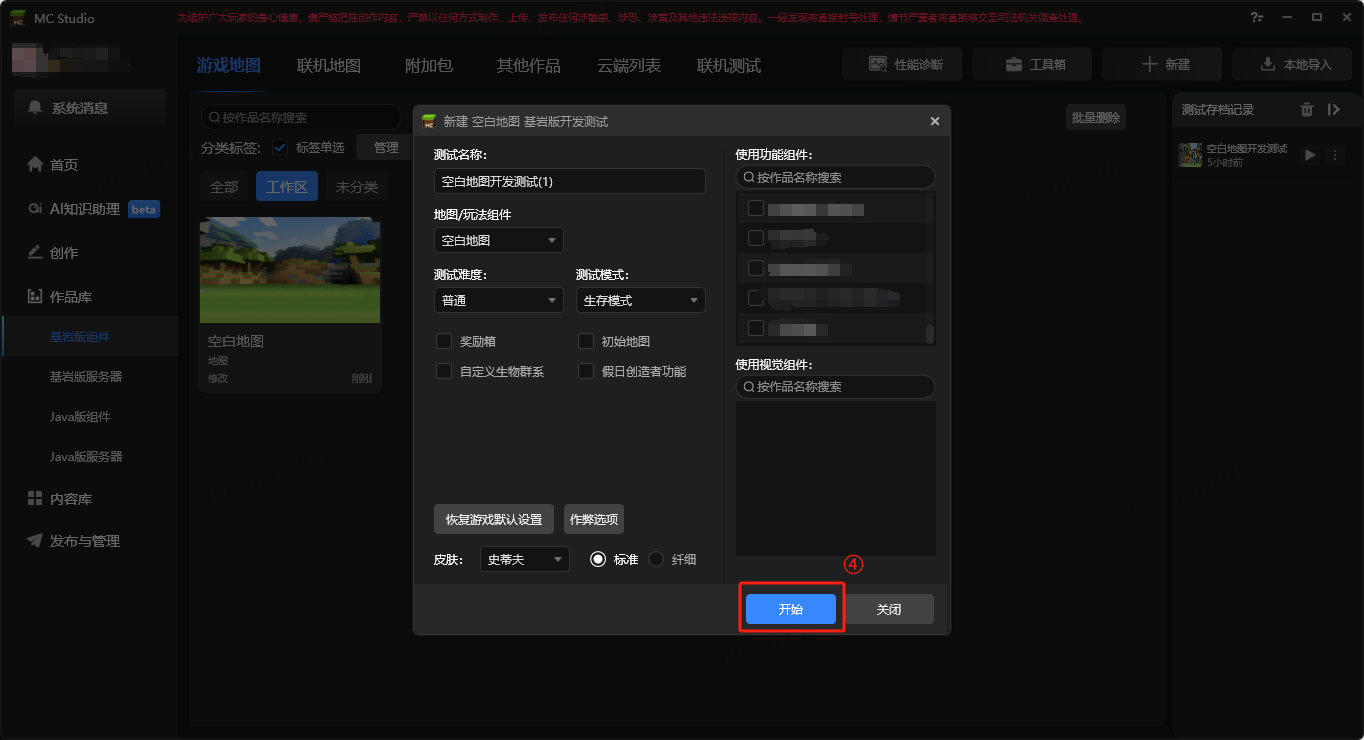 MC Studio
为维护广大玩家的身心健康，请严格把控创作内容，严禁以任何方式制作、上传、发布任何涉敏感、涉恐、涉黄及其他违法违规内容。一经发现将直接封号处理，情节严重者将直接移交至司法机关调查处理。
游戏地图
联机地图
附加包
其他作品
云端列表
联机测试
性能诊断
工具箱
新建
本地导入
系统消息
首页
AI知识助理 beta
创作
作品库
基岩版组件
基岩版服务器
Java版组件
Java版服务器
内容库
发布与管理
按作品名称搜索
批量删除
分类标签:
标签单选
管理
全部
工作区
未分类
空白地图
地图
修改
刚刚
新建 空白地图 基岩版开发测试
测试名称:
空白地图开发测试(1)
地图/玩法组件
空白地图
测试难度:
测试模式:
普通
生存模式
奖励箱
初始地图
自定义生物群系
假日创造者功能
恢复游戏默认设置
作弊选项
皮肤:
史蒂夫
标准
纤细
使用功能组件:
按作品名称搜索
使用视觉组件:
按作品名称搜索
④
开始
关闭
测试存档记录
空白地图开发测试
5小时前